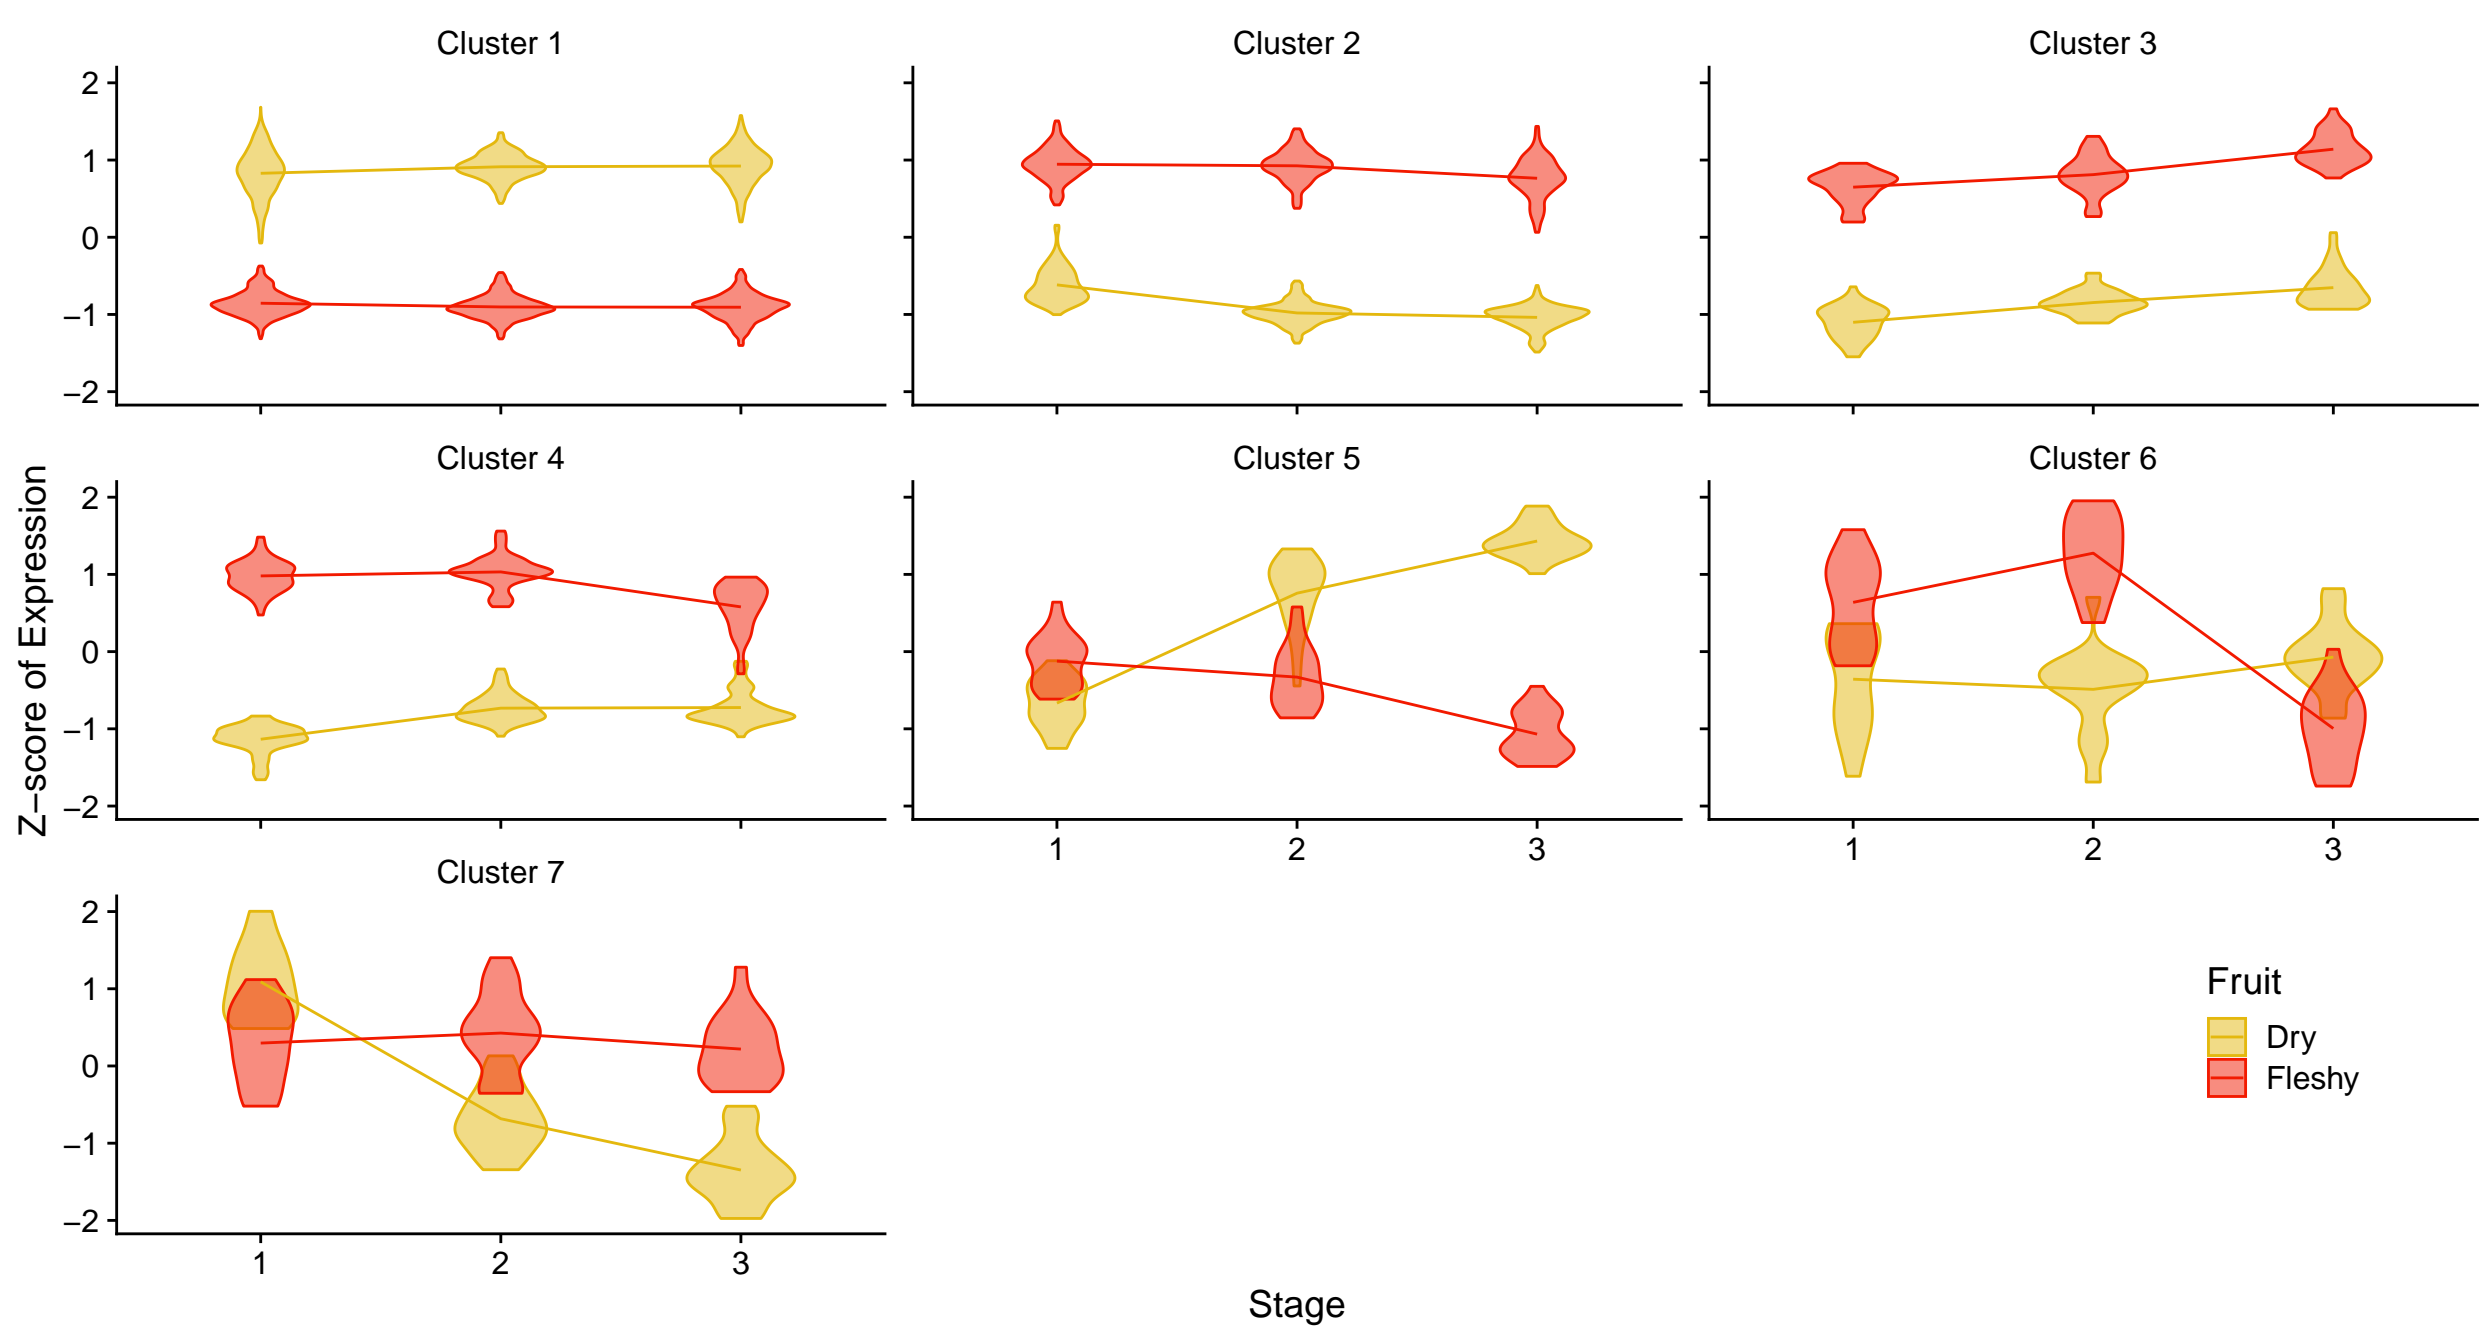 Cluster 1
Cluster 2
Cluster 3
2
1
0
−1
−2
Cluster 4
Cluster 5
Cluster 6
2
1
0
−1
−2
1 2 3
1 2 3
Cluster 7
2
1
0
−1
−2
1 2 3
Z−score of Expression
Stage
Fruit
Dry
Fleshy